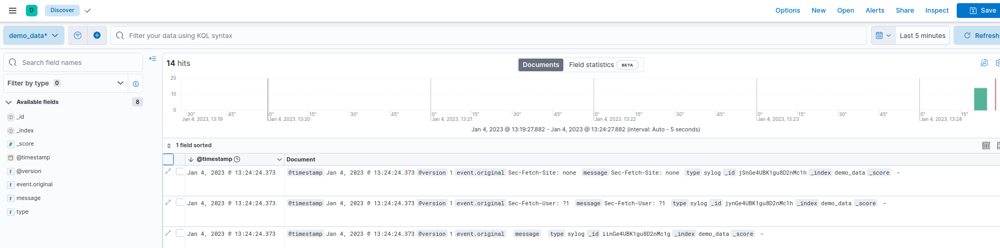 D Discover Options New Open Alerts Share Inspect Save
demo_data* Filter your data using KQL syntax Last 5 minutes Refresh
Search field names
Filter by type 0
Available fields 8
_id
_index
_score
@timestamp
@version
event.original
message
type
14 hits Documents Field statistics BETA
20
10
0
30" 45" 0" 15" 30" 45" 0" 15" 30" 45" 0" 15" 30" 45" 0" 15" 30" 45" 0" 15"
Jan 4, 2023, 13:19 Jan 4, 2023, 13:20 Jan 4, 2023, 13:21 Jan 4, 2023, 13:22 Jan 4, 2023, 13:23 Jan 4, 2023, 13:24
Jan 4, 2023 @ 13:19:27.882 - Jan 4, 2023 @ 13:24:27.882 (interval: Auto - 5 seconds)
1 field sorted
@timestamp Document
Jan 4, 2023 @ 13:24:24.373 @timestamp Jan 4, 2023 @ 13:24:24.373 @version 1 event.original Sec-Fetch-Site: none message Sec-Fetch-Site: none type sylog _id jSnGe4UBK1gu8D2nMc1h _index demo_data _score -
Jan 4, 2023 @ 13:24:24.373 @timestamp Jan 4, 2023 @ 13:24:24.373 @version 1 event.original Sec-Fetch-User: ?1 message Sec-Fetch-User: ?1 type sylog _id jynGe4UBK1gu8D2nMc1h _index demo_data _score -
Jan 4, 2023 @ 13:24:24.373 @timestamp Jan 4, 2023 @ 13:24:24.373 @version 1 event.original message type sylog _id iinGe4UBK1gu8D2nMc1g _index demo_data _score -